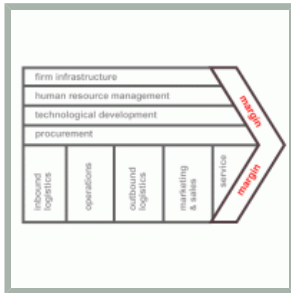 firm infrastructure
human resource management
technological development
procurement
inbound
logistics
operations
outbound
logistics
marketing
& sales
service
margin
margin